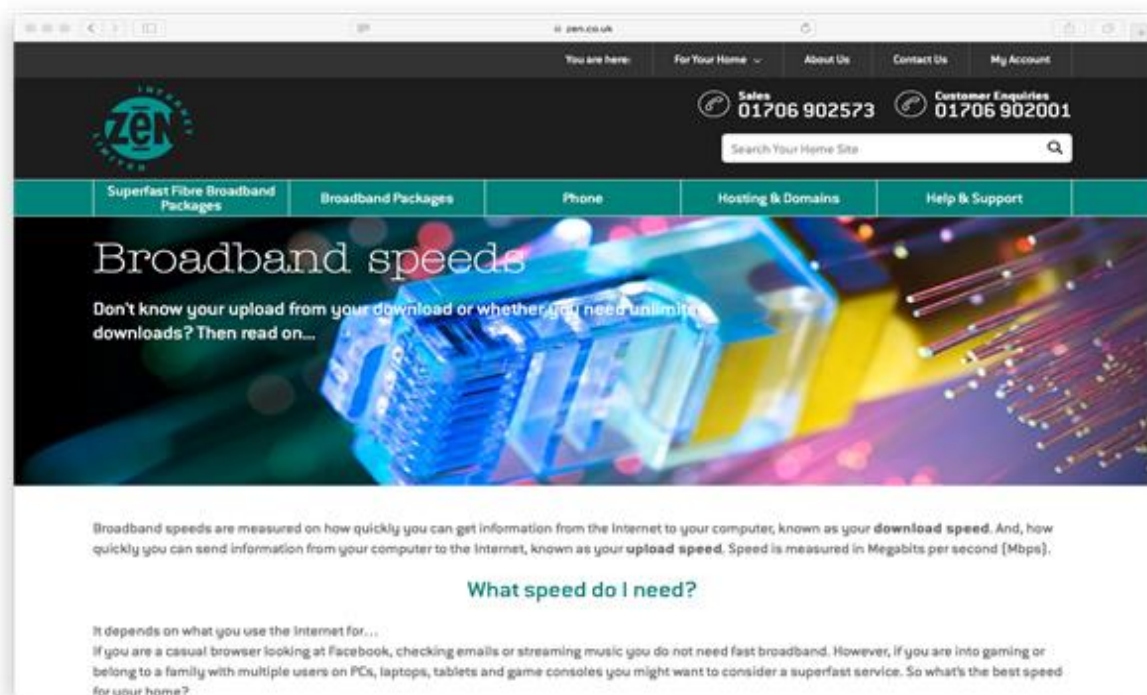 zen.co.uk
You are here:
For Your Home
About Us
Contact Us
My Account
INTERNET
zen
LIMITED
Sales
01706 902573
Customer Enquiries
01706 902001
Search Your Home Site
Superfast Fibre Broadband
Packages
Broadband Packages
Phone
Hosting & Domains
Help & Support
Broadband speeds
Don't know your upload from your download or whether you need unlimited
downloads? Then read on...
Broadband speeds are measured on how quickly you can get information from the Internet to your computer, known as your download speed. And, how
quickly you can send information from your computer to the Internet, known as your upload speed. Speed is measured in Megabits per second (Mbps).
What speed do I need?
It depends on what you use the Internet for...
If you are a casual browser looking at Facebook, checking emails or streaming music you do not need fast broadband. However, if you are into gaming or
belong to a family with multiple users on PCs, laptops, tablets and game consoles you might want to consider a superfast service. So what's the best speed
for your home?